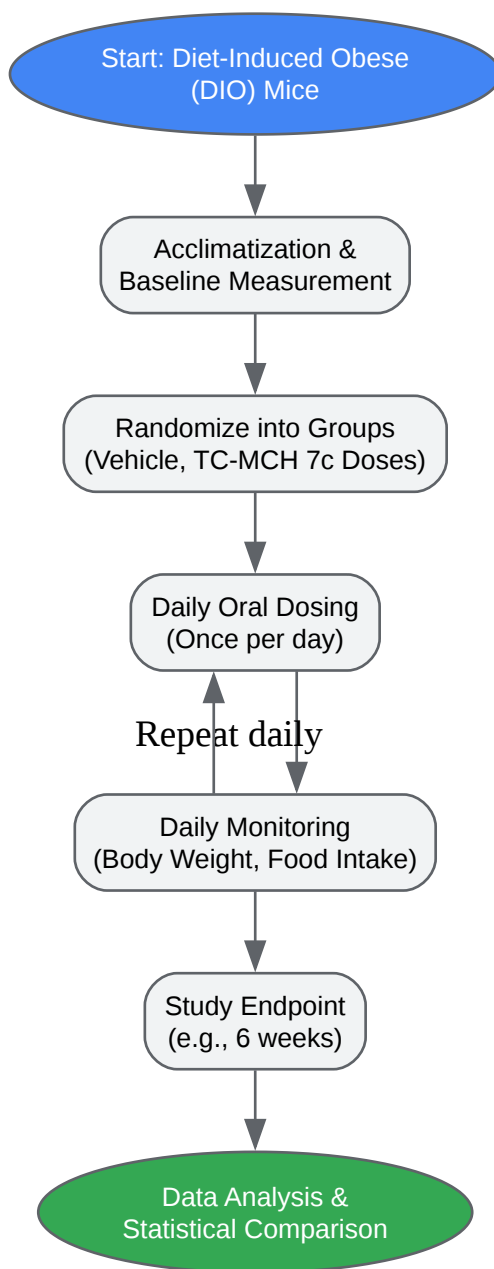 Start: Diet-Induced Obese
(DIO) Mice
Acclimatization &
Baseline Measurement
Randomize into Groups
(Vehicle, TC-MCH 7c Doses)
Daily Oral Dosing
(Once per day)
Repeat daily
Daily Monitoring
(Body Weight, Food Intake)
Study Endpoint
(e.g., 6 weeks)
Data Analysis &
Statistical Comparison